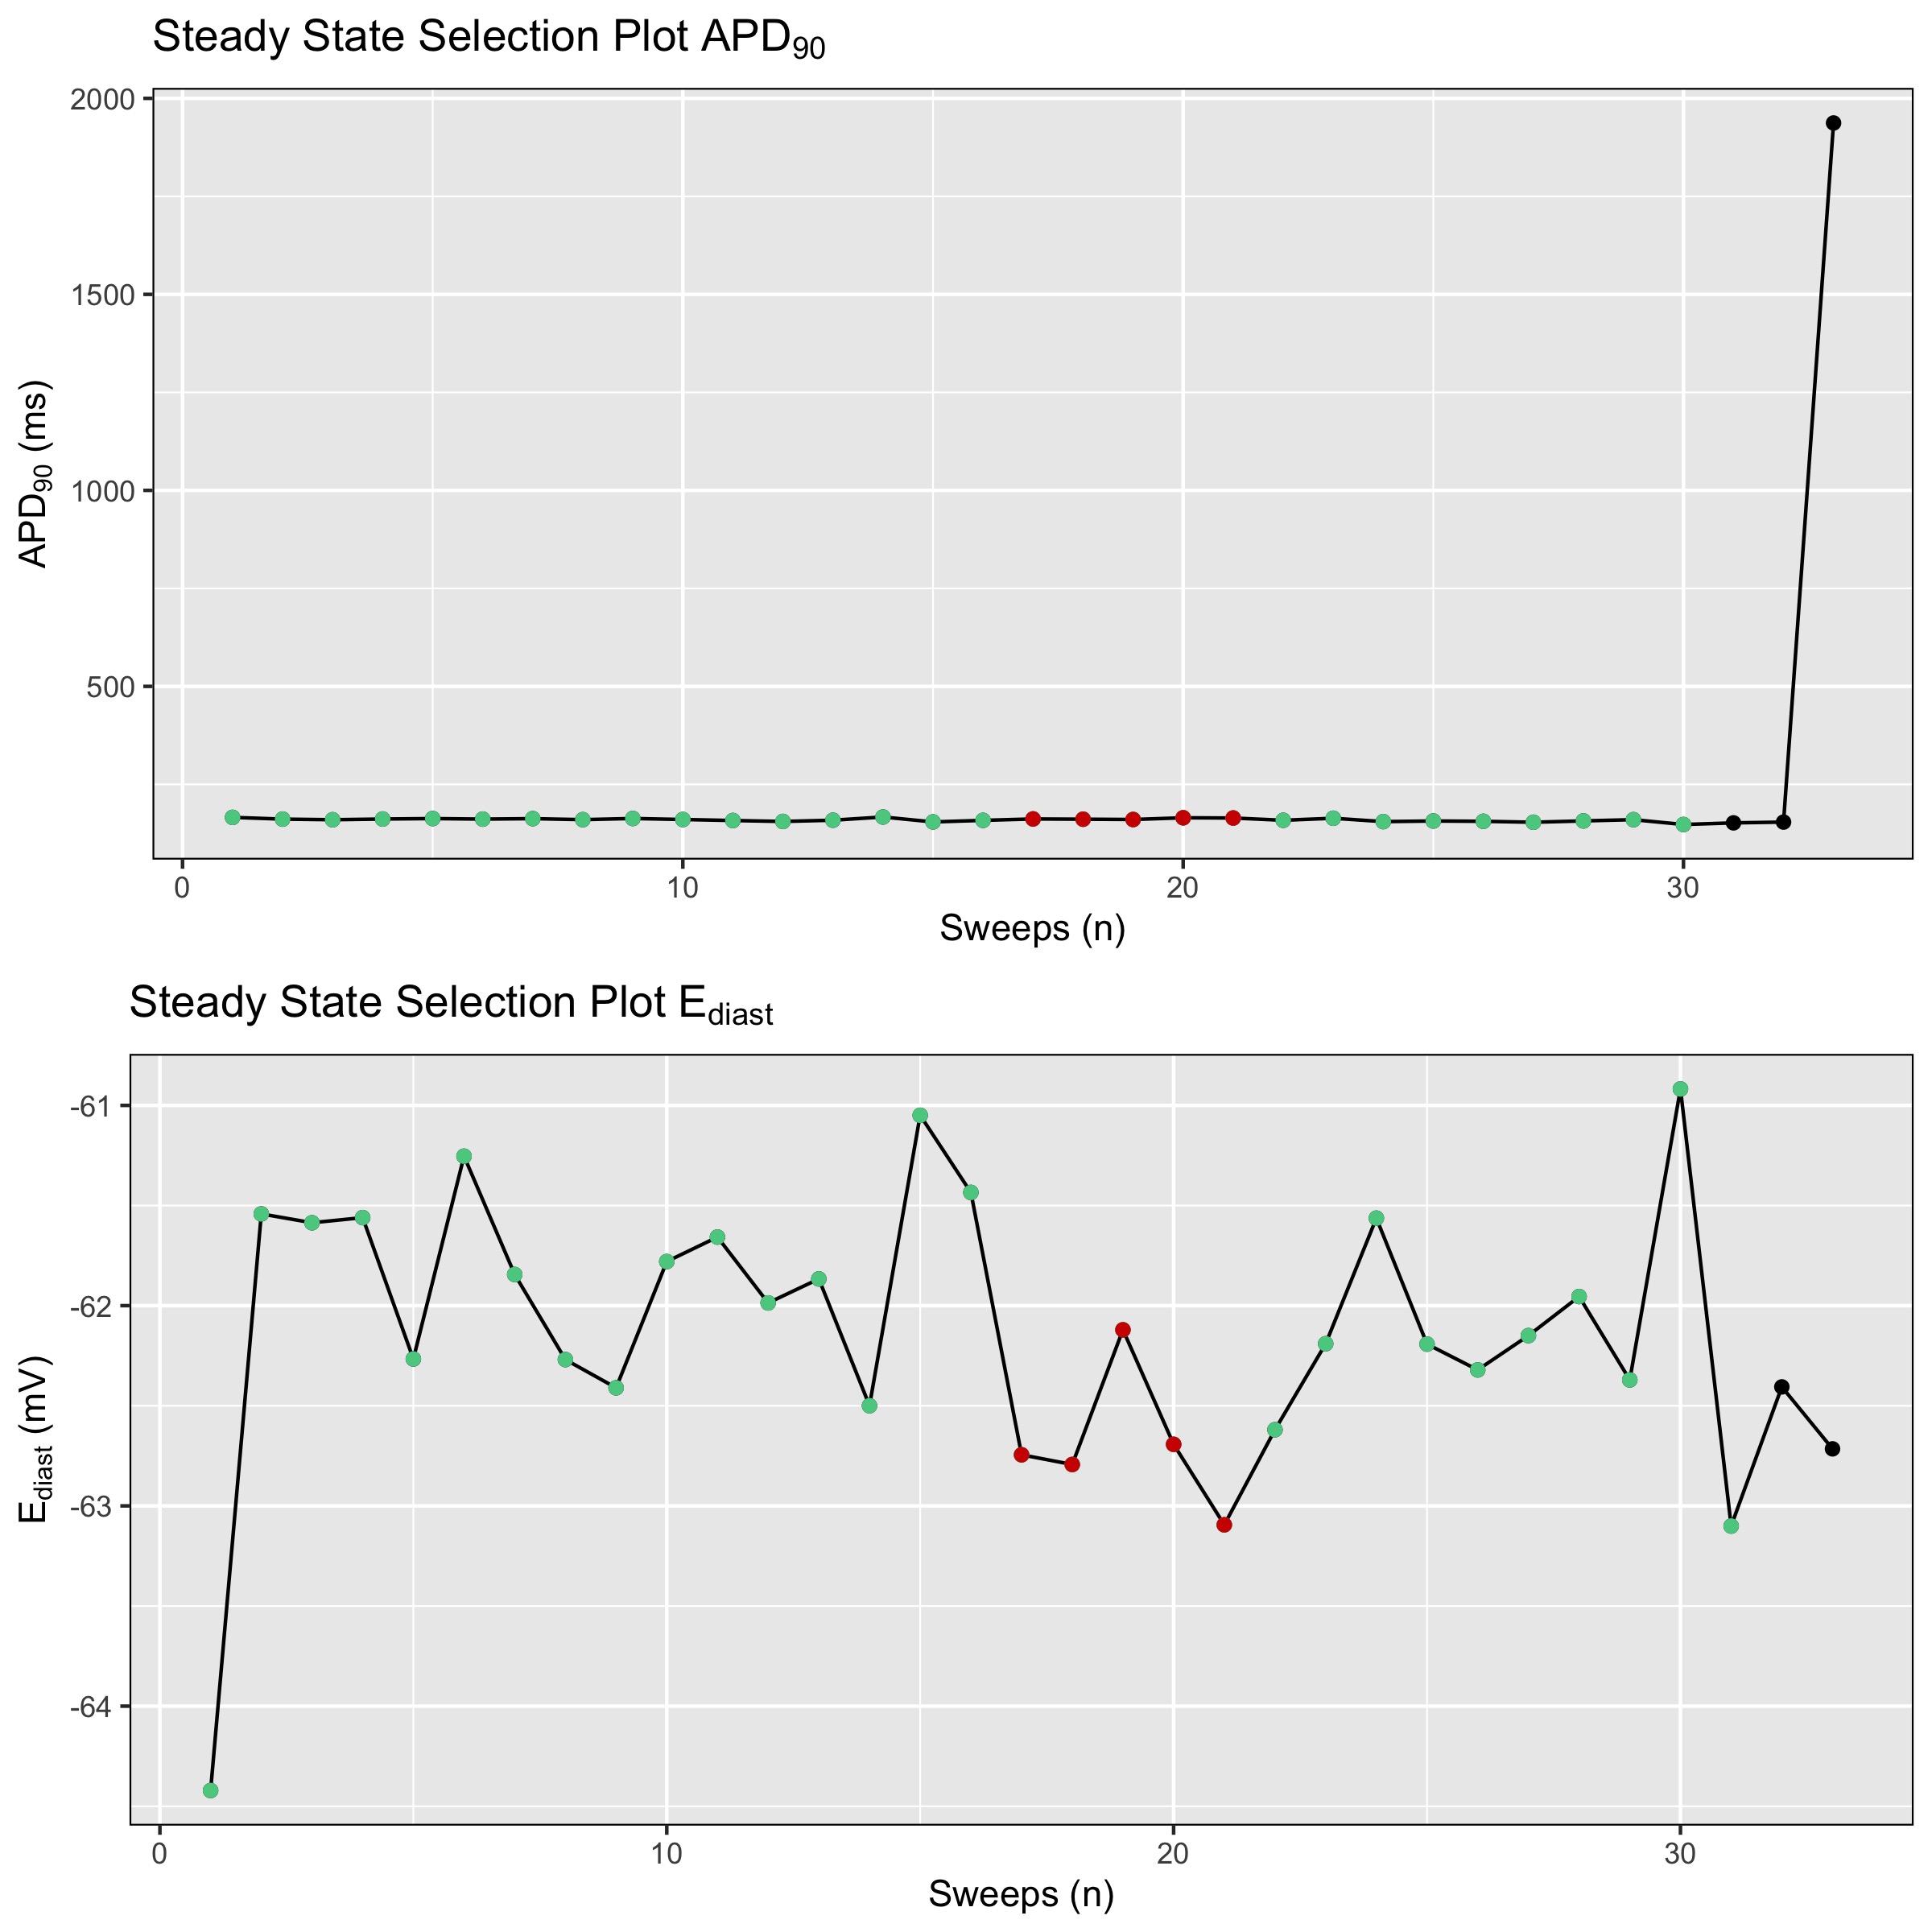 Steady State Selection Plot APD90
2000
1500
1000
500
APD90 (ms)
0 10 20 30
Sweeps (n)
Steady State Selection Plot Ediast
-61
-62
-63
-64
Ediast (mV)
0 10 20 30
Sweeps (n)